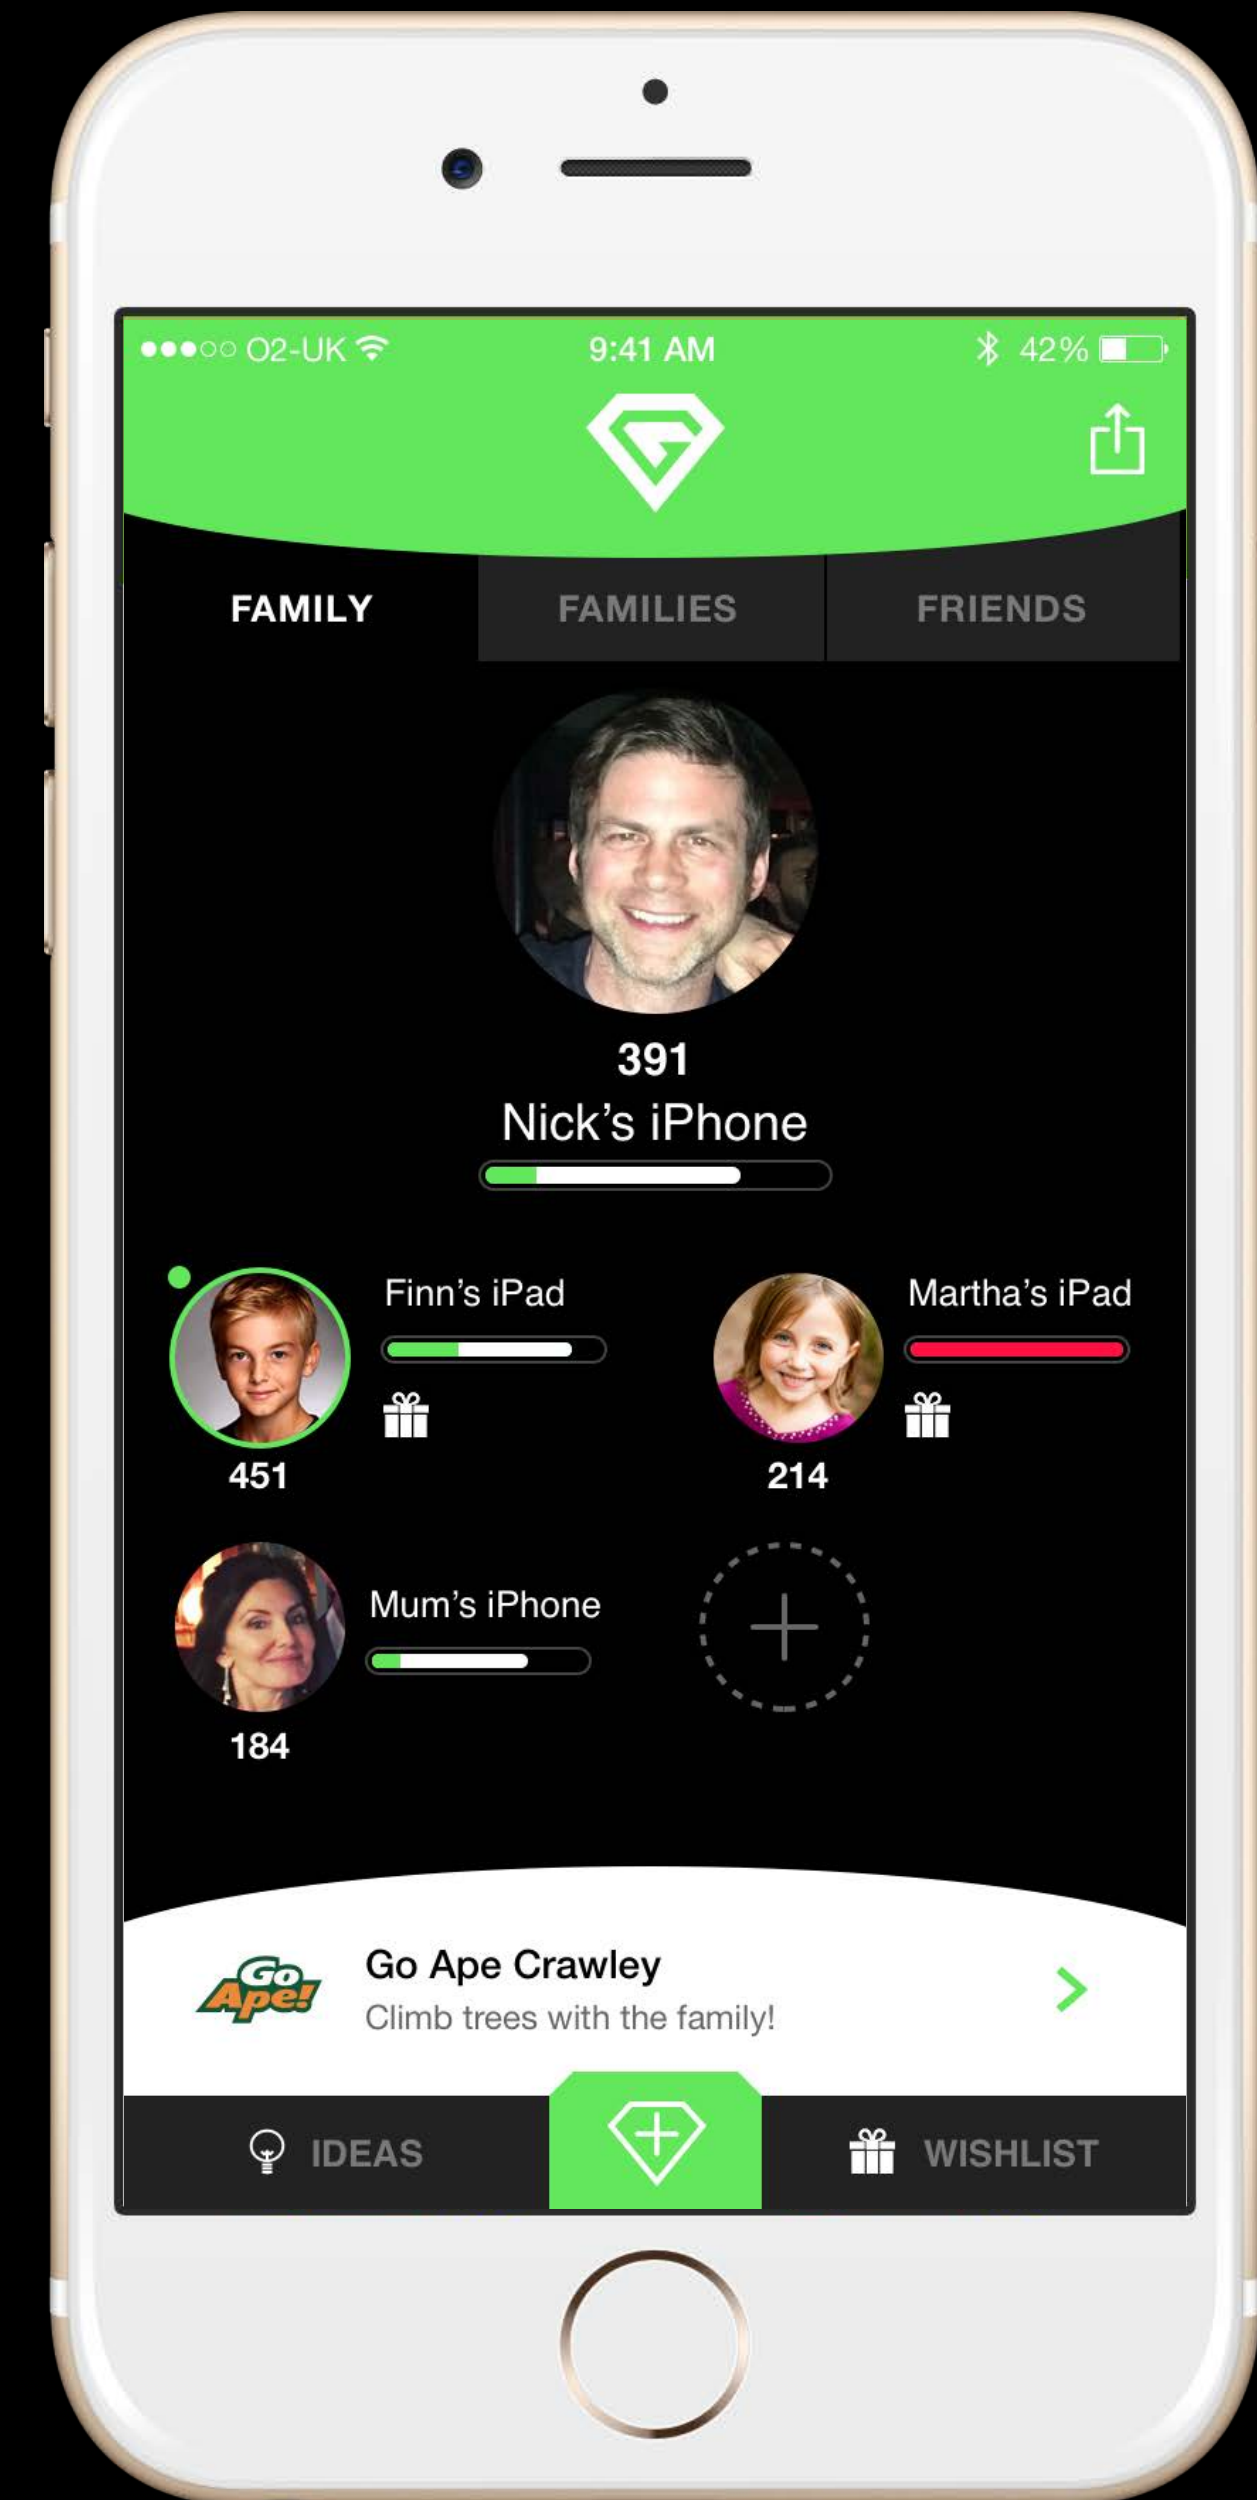 O2-UK 9:41 AM 42%
FAMILY FAMILIES FRIENDS
391
Nick’s iPhone
Finn’s iPad
451
Martha’s iPad
214
Mum’s iPhone
184
Go Ape!
Go Ape Crawley
Climb trees with the family!
IDEAS WISHLIST